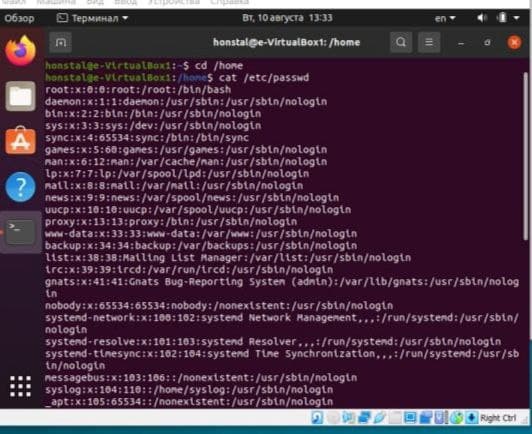 Файл Машина Вид Ввод Устройства Справка
Обзор Терминал Вт, 10 августа 13:33 en
honstal@e-VirtualBox1: /home
honstal@e-VirtualBox1:~$ cd /home
honstal@e-VirtualBox1:/home$ cat /etc/passwd
root:x:0:0:root:/root:/bin/bash
daemon:x:1:1:daemon:/usr/sbin:/usr/sbin/nologin
bin:x:2:2:bin:/bin:/usr/sbin/nologin
sys:x:3:3:sys:/dev:/usr/sbin/nologin
sync:x:4:65534:sync:/bin:/bin/sync
games:x:5:60:games:/usr/games:/usr/sbin/nologin
man:x:6:12:man:/var/cache/man:/usr/sbin/nologin
lp:x:7:7:lp:/var/spool/lpd:/usr/sbin/nologin
mail:x:8:8:mail:/var/mail:/usr/sbin/nologin
news:x:9:9:news:/var/spool/news:/usr/sbin/nologin
uucp:x:10:10:uucp:/var/spool/uucp:/usr/sbin/nologin
proxy:x:13:13:proxy:/bin:/usr/sbin/nologin
www-data:x:33:33:www-data:/var/www:/usr/sbin/nologin
backup:x:34:34:backup:/var/backups:/usr/sbin/nologin
list:x:38:38:Mailing List Manager:/var/list:/usr/sbin/nologin
irc:x:39:39:ircd:/var/run/ircd:/usr/sbin/nologin
gnats:x:41:41:Gnats Bug-Reporting System (admin):/var/lib/gnats:/usr/sbin/nolog
in
nobody:x:65534:65534:nobody:/nonexistent:/usr/sbin/nologin
systemd-network:x:100:102:systemd Network Management,,,:/run/systemd:/usr/sbin/
nologin
systemd-resolve:x:101:103:systemd Resolver,,,:/run/systemd:/usr/sbin/nologin
systemd-timesync:x:102:104:systemd Time Synchronization,,,:/run/systemd:/usr/sb
in/nologin
messagebus:x:103:106::/nonexistent:/usr/sbin/nologin
syslog:x:104:110::/home/syslog:/usr/sbin/nologin
_apt:x:105:65534::/nonexistent:/usr/sbin/nologin
Right Ctrl